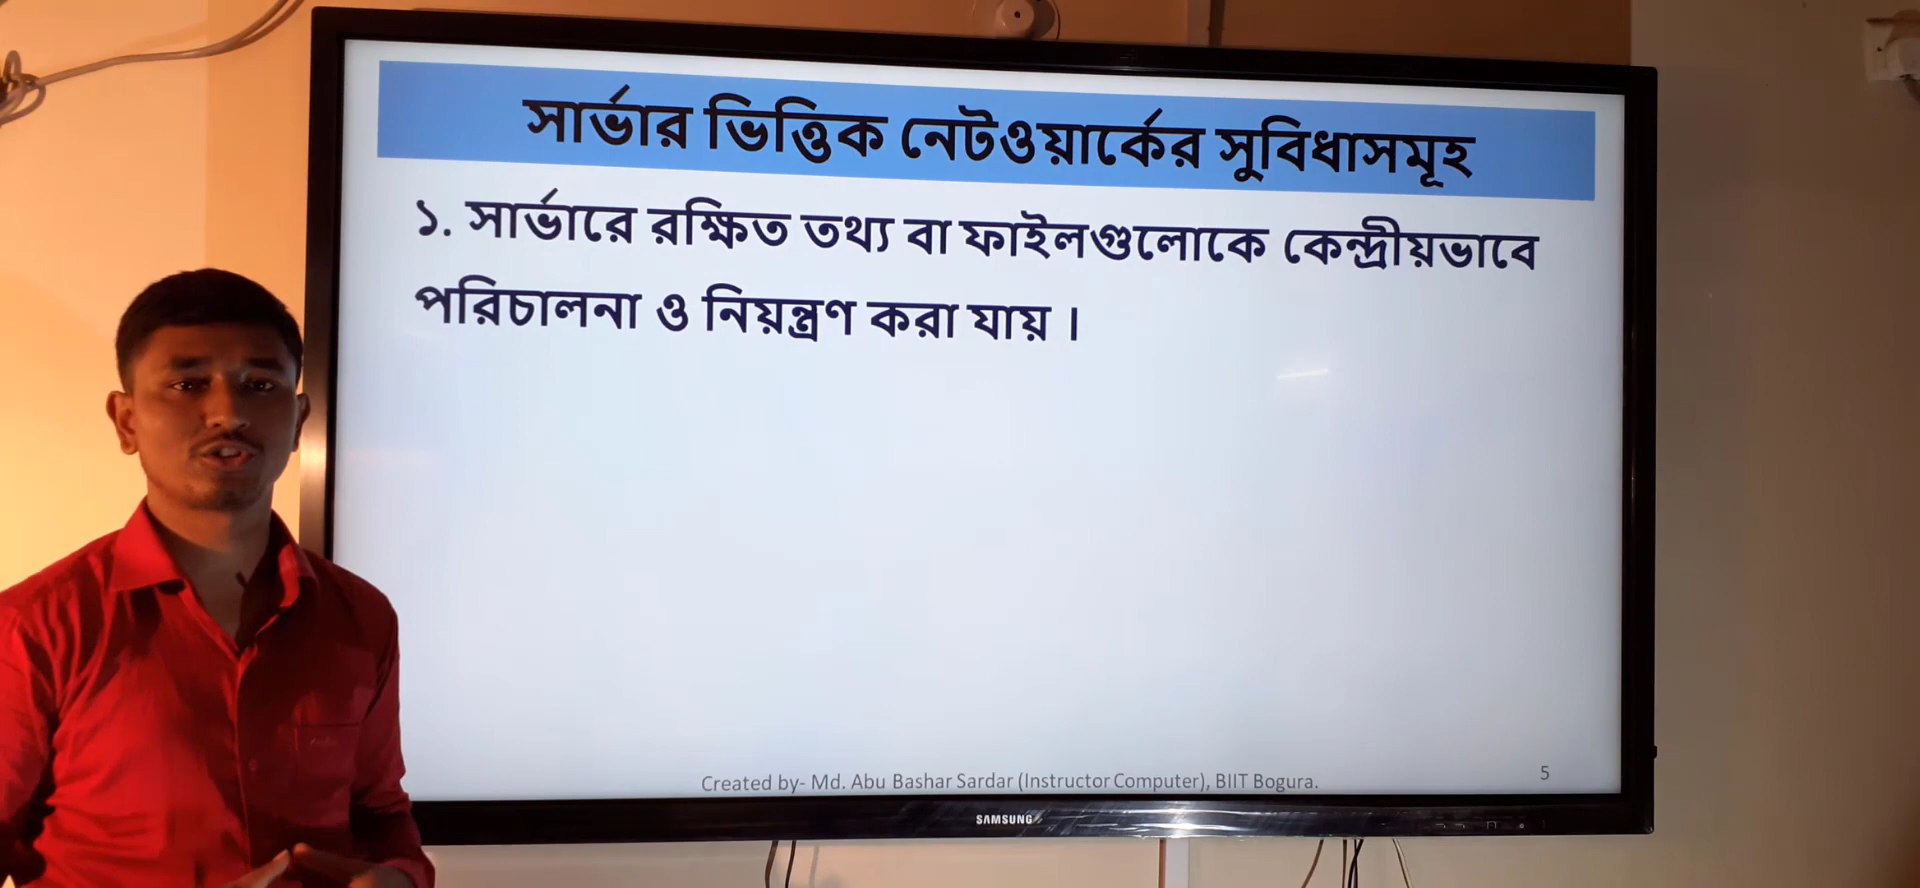 সার্ভার ভিত্তিক নেটওয়ার্কের সুবিধাসমূহ
১. সার্ভারে রক্ষিত তথ্য বা ফাইলগুলোকে কেন্দ্রীয়ভাবে
পরিচালনা ও নিয়ন্ত্রণ করা যায় ।
Created by- Md. Abu Bashar Sardar (Instructor Computer), BIIT Bogura.
5
SAMSUNG